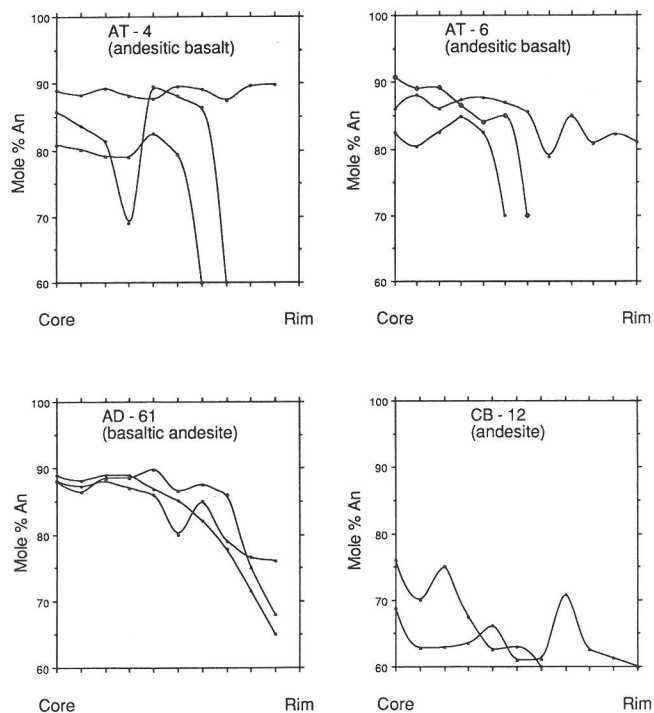 AT - 4
(andesitic basalt)
100
90
80
70
60
Mole % An
Core Rim
AT - 6
(andesitic basalt)
100
90
80
70
60
Mole % An
Core Rim
AD - 61
(basaltic andesite)
100
90
80
70
60
Mole % An
Core Rim
CB - 12
(andesite)
100
90
80
70
60
Mole % An
Core Rim